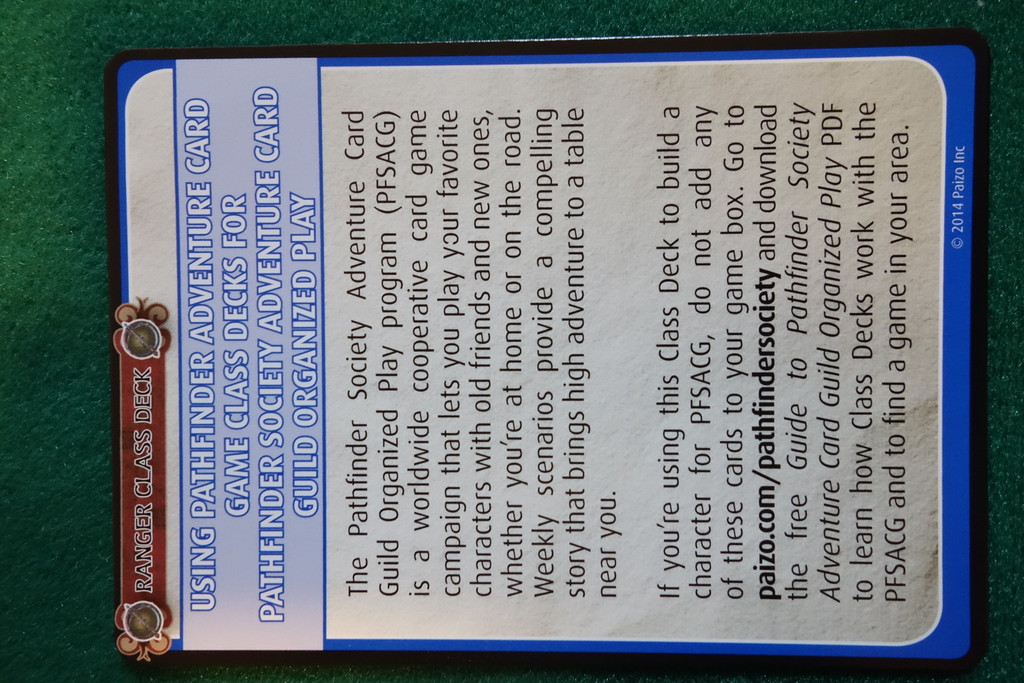 RANGER CLASS DECK
USING PATHFINDER ADVENTURE CARD
GAME CLASS DECKS FOR
PATHFINDER SOCIETY ADVENTURE CARD
GUILD ORGANIZED PLAY
The Pathfinder Society Adventure Card
Guild Organized Play program (PFSACG)
is a worldwide cooperative card game
campaign that lets you play your favorite
characters with old friends and new ones,
whether you're at home or on the road.
Weekly scenarios provide a compelling
story that brings high adventure to a table
near you.
If you're using this Class Deck to build a
character for PFSACG, do not add any
of these cards to your game box. Go to
paizo.com/pathfindersociety and download
the free Guide to Pathfinder Society
Adventure Card Guild Organized Play PDF
to learn how Class Decks work with the
PFSACG and to find a game in your area.
© 2014 Paizo Inc